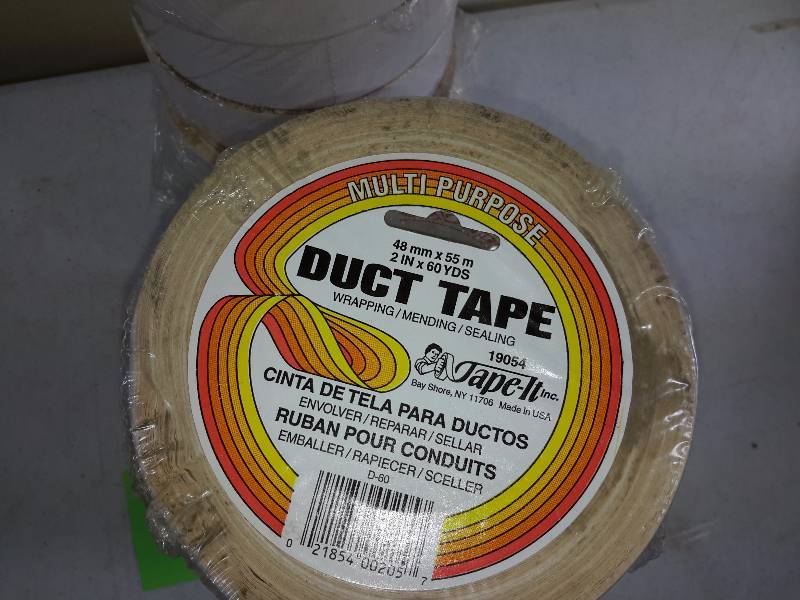 MULTI PURPOSE
48 mm x 55 m
2 IN x 60 YDS
DUCT TAPE
WRAPPING / MENDING / SEALING
19054
Tape-It Inc.
Bay Shore, NY 11706 Made in USA
CINTA DE TELA PARA DUCTOS
ENVOLVER / REPARAR / SELLAR
RUBAN POUR CONDUITS
EMBALLER / RAPIECER / SCELLER
D-60
0 21854 00205 7